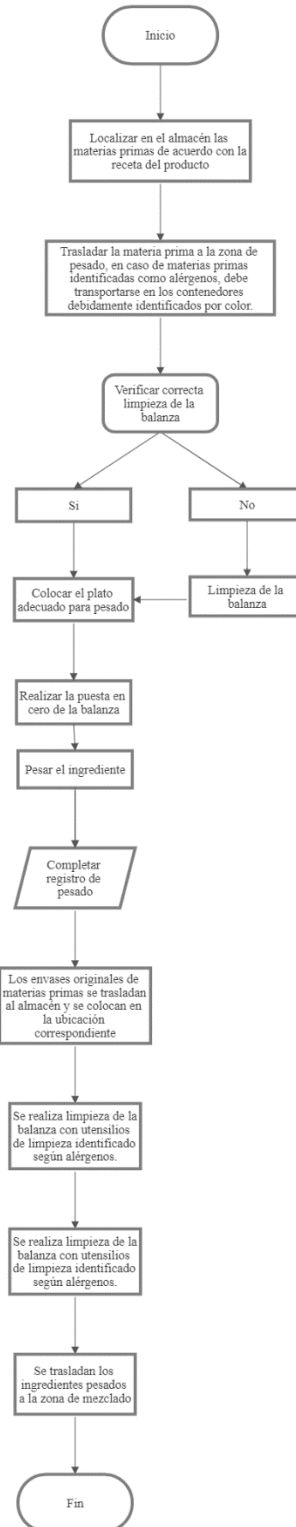 Inicio
Localizar en el almacén las
materias primas de acuerdo con la
receta del producto
Trasladar la materia prima a la zona de
pesado, en caso de materias primas
identificadas como alérgenos, debe
transportarse en los contenedores
debidamente identificados por color.
Verificar correcta
limpieza de la
balanza
Si
No
Colocar el plato
adecuado para pesado
Limpieza de la
balanza
Realizar la puesta en
cero de la balanza
Pesar el ingrediente
Completar
registro de
pesado
Los envases originales de
materias primas se trasladan
al almacén y se colocan en
la ubicación
correspondiente
Se realiza limpieza de la
balanza con utensilios
de limpieza identificado
según alérgenos.
Se realiza limpieza de la
balanza con utensilios
de limpieza identificado
según alérgenos.
Se trasladan los
ingredientes pesados
a la zona de mezclado
Fin